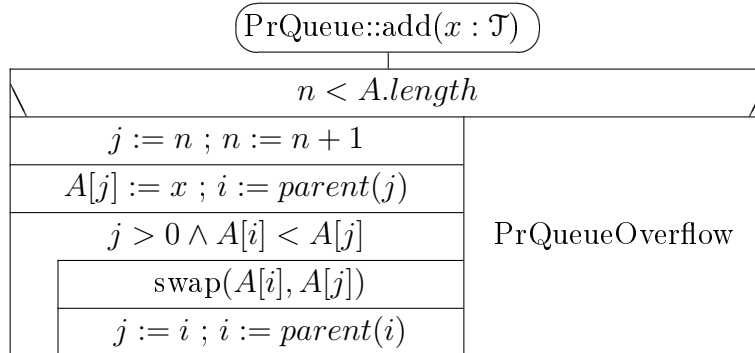 PrQueue::add(x : 𝒯)
n < A.length
j := n ; n := n + 1
A[j] := x ; i := parent(j)
j > 0 ∧ A[i] < A[j]
PrQueueOverflow
swap(A[i], A[j])
j := i ; i := parent(i)